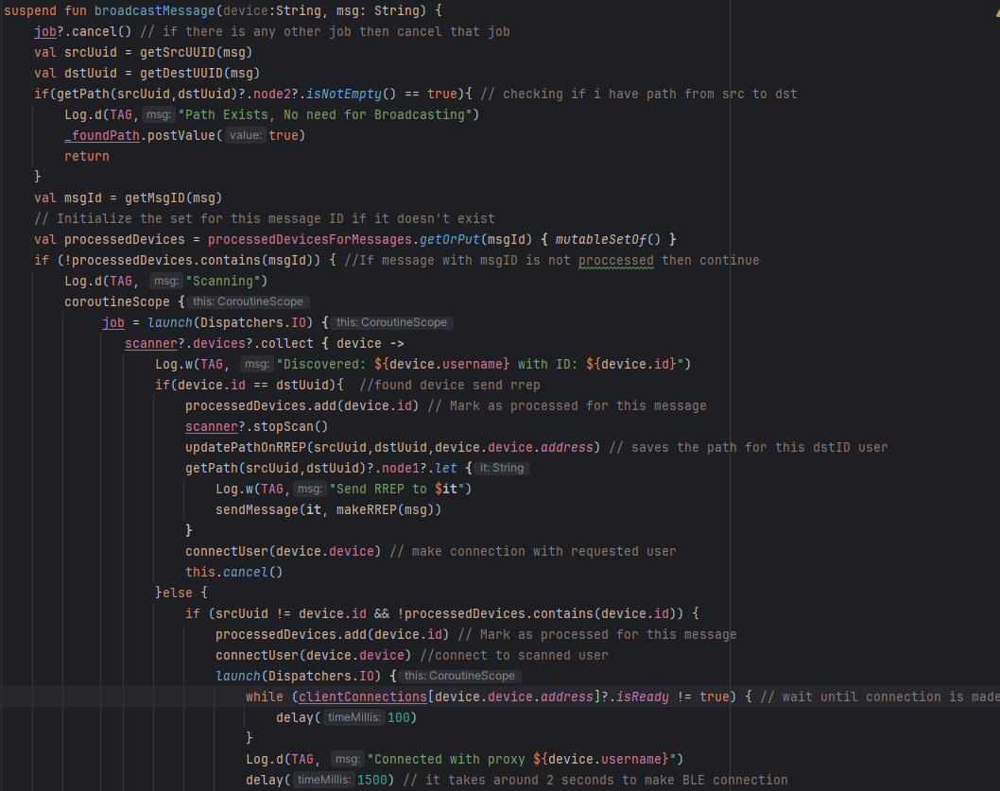 suspend fun broadcastMessage(device:String, msg: String) {
job?.cancel() // if there is any other job then cancel that job
val srcUuid = getSrcUUID(msg)
val dstUuid = getDestUUID(msg)
if(getPath(srcUuid,dstUuid)?.node2?.isNotEmpty() == true){ // checking if i have path from src to dst
Log.d(TAG, msg: "Path Exists, No need for Broadcasting")
_foundPath.postValue( value: true)
return
}
val msgId = getMsgID(msg)
// Initialize the set for this message ID if it doesn't exist
val processedDevices = processedDevicesForMessages.getOrPut(msgId) { mutableSetOf() }
if (!processedDevices.contains(msgId)) { //If message with msgID is not proccessed then continue
Log.d(TAG, msg: "Scanning")
coroutineScope { this: CoroutineScope
job = launch(Dispatchers.IO) { this: CoroutineScope
scanner?.devices?.collect { device ->
Log.w(TAG, msg: "Discovered: ${device.username} with ID: ${device.id}")
if(device.id == dstUuid){ //found device send rrep
processedDevices.add(device.id) // Mark as processed for this message
scanner?.stopScan()
updatePathOnRREP(srcUuid,dstUuid,device.device.address) // saves the path for this dstID user
getPath(srcUuid,dstUuid)?.node1?.let { it: String
Log.w(TAG, msg: "Send RREP to $it")
sendMessage(it, makeRREP(msg))
}
connectUser(device.device) // make connection with requested user
this.cancel()
}else {
if (srcUuid != device.id && !processedDevices.contains(device.id)) {
processedDevices.add(device.id) // Mark as processed for this message
connectUser(device.device) //connect to scanned user
launch(Dispatchers.IO) { this: CoroutineScope
while (clientConnections[device.device.address]?.isReady != true) { // wait until connection is made
delay( timeMillis: 100)
}
Log.d(TAG, msg: "Connected with proxy ${device.username}")
delay( timeMillis: 1500) // it takes around 2 seconds to make BLE connection